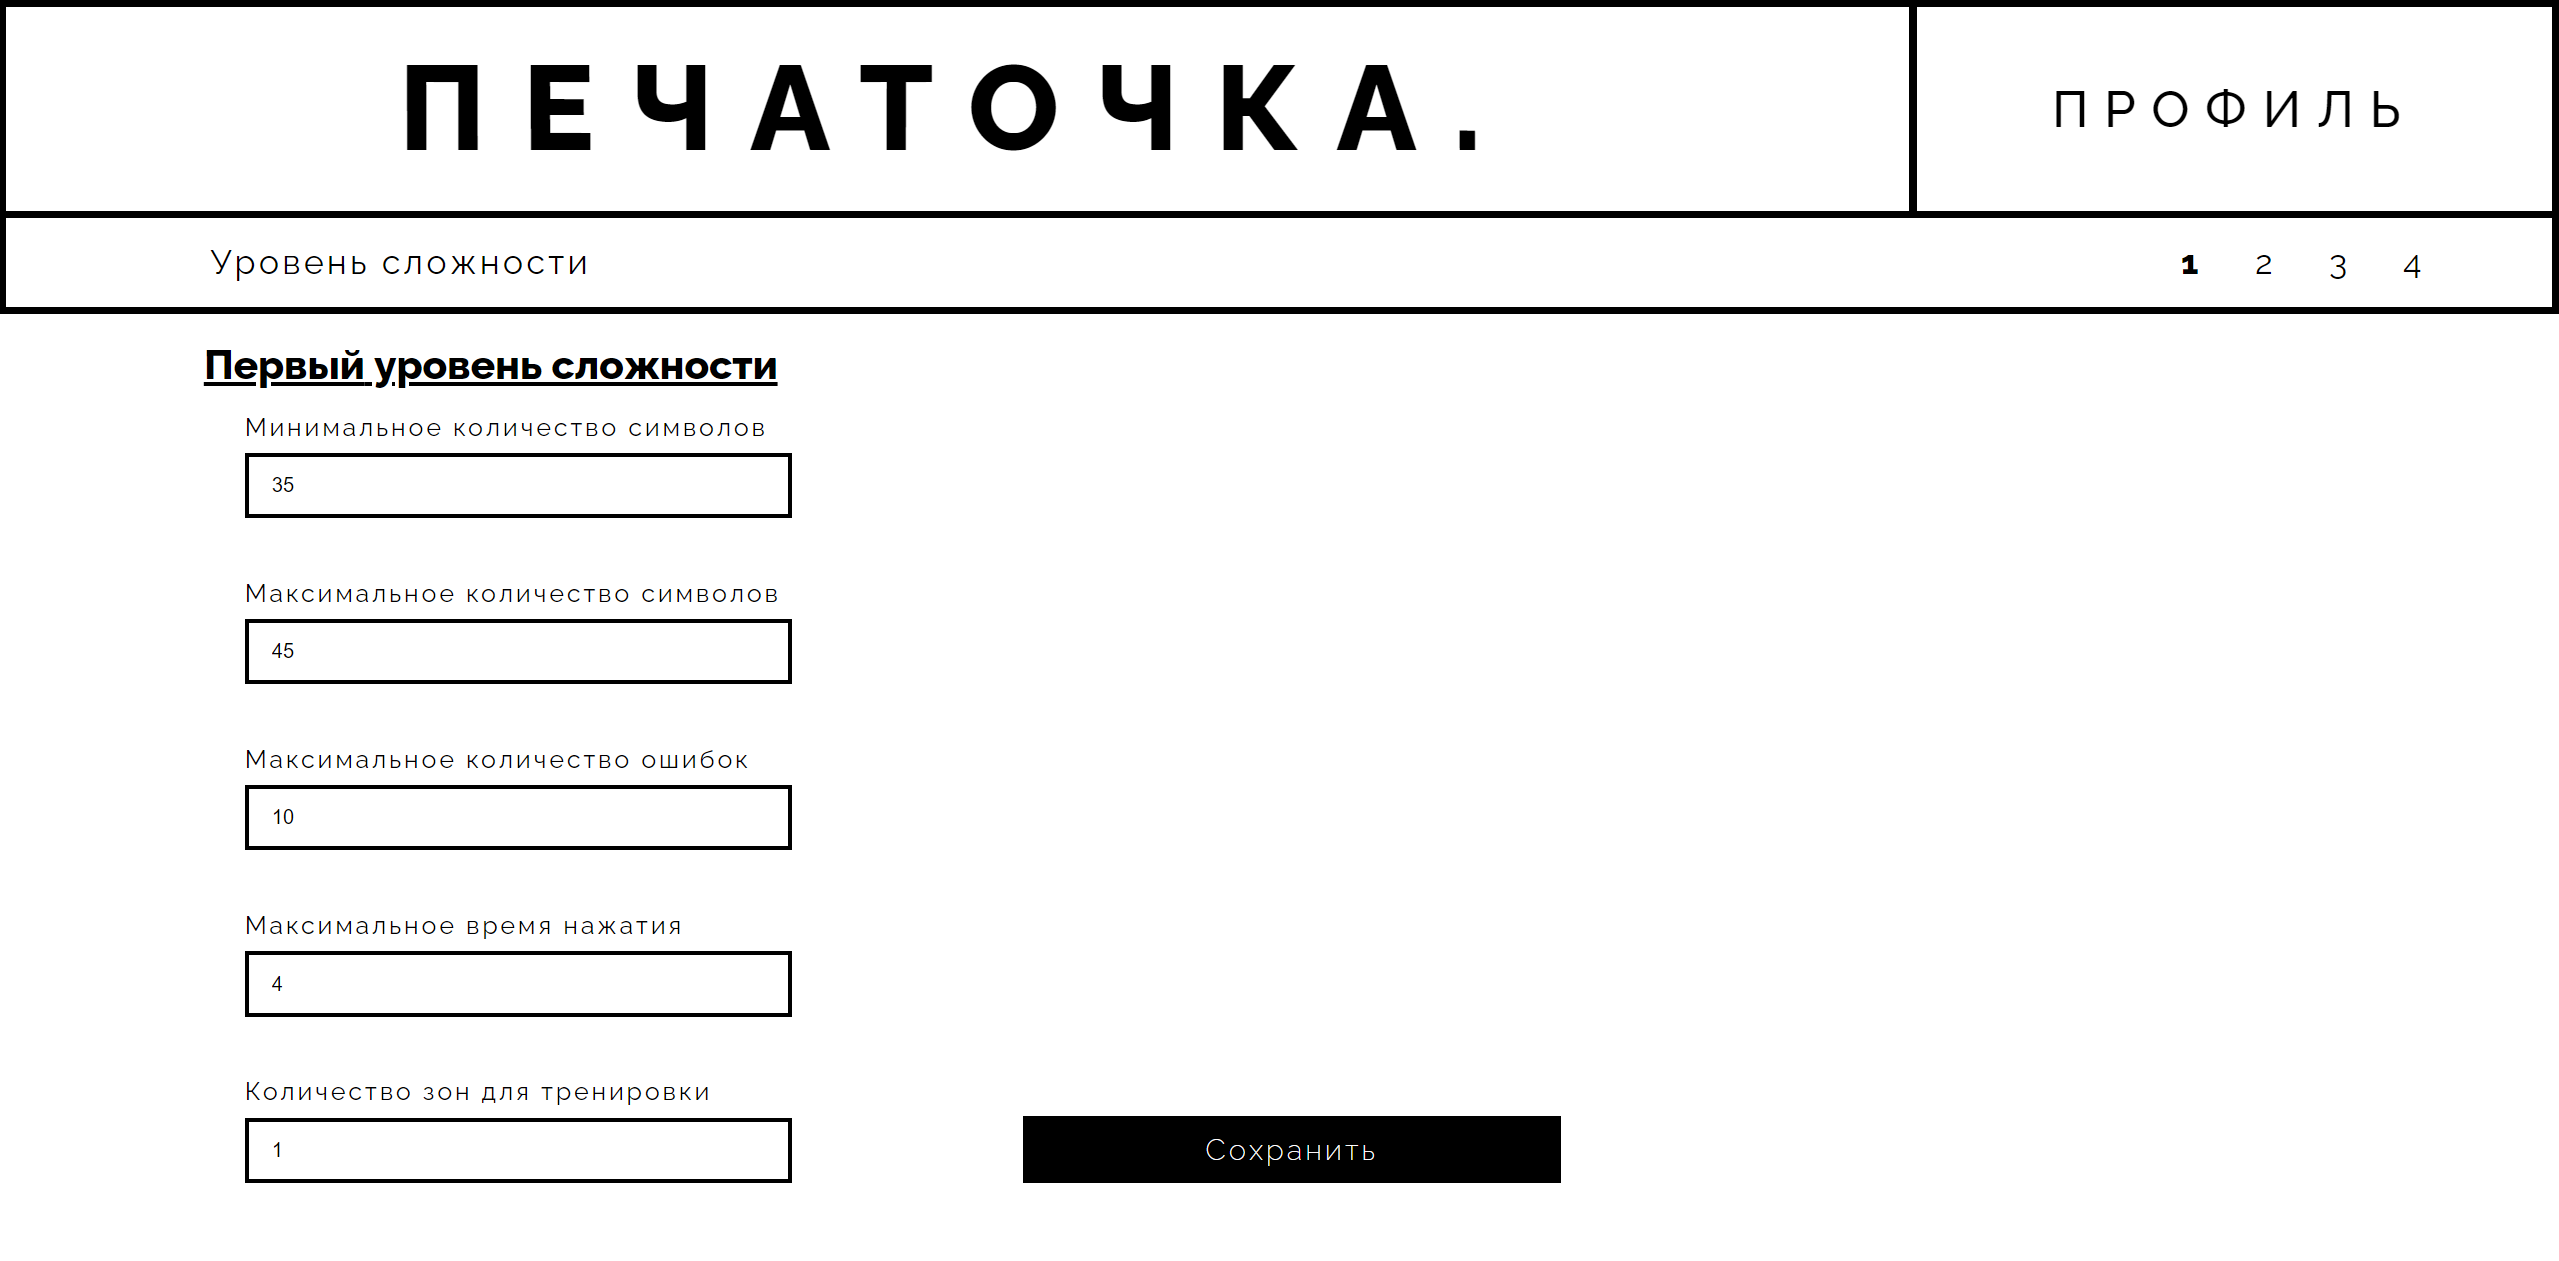 ПЕЧАТОЧКА.
ПРОФИЛЬ
Уровень сложности
1 2 3 4
Первый уровень сложности
Минимальное количество символов
35
Максимальное количество символов
45
Максимальное количество ошибок
10
Максимальное время нажатия
4
Количество зон для тренировки
1
Сохранить